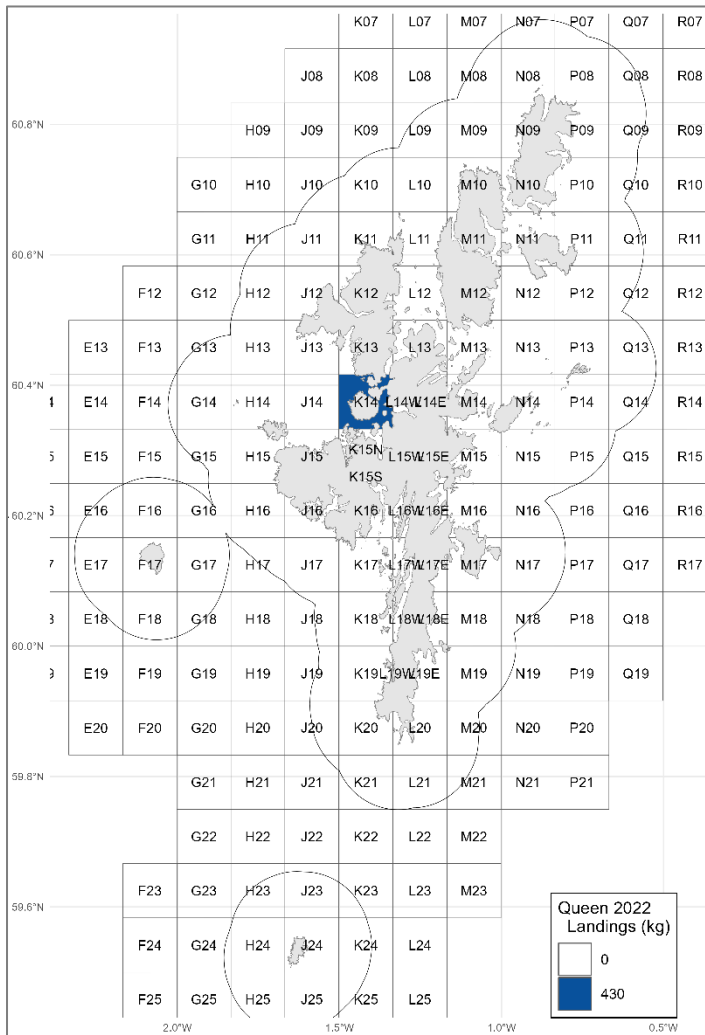 K07 L07 M07 N07 P07 Q07 R07
J08 K08 L08 M08 N08 P08 Q08 R08
60.8°N
H09 J09 K09 L09 M09 N09 P09 Q09 R09
G10 H10 J10 K10 L10 M10 N10 P10 Q10 R10
G11 H11 J11 K11 L11 M11 N11 P11 Q11 R11
60.6°N
F12 G12 H12 J12 K12 L12 M12 N12 P12 Q12 R12
E13 F13 G13 H13 J13 K13 L13 M13 N13 P13 Q13 R13
60.4°N
4 E14 F14 G14 H14 J14 K14 L14W L14E M14 N14 P14 Q14 R14
5 E15 F15 G15 H15 J15 K15N L15W L15E M15 N15 P15 Q15 R15
K15S
60.2°N
6 E16 F16 G16 H16 J16 K16 L16W L16E M16 N16 P16 Q16 R16
7 E17 F17 G17 H17 J17 K17 L17W L17E M17 N17 P17 Q17 R17
8 E18 F18 G18 H18 J18 K18 L18W L18E M18 N18 P18 Q18
60.0°N
9 E19 F19 G19 H19 J19 K19 L19W L19E M19 N19 P19 Q19
E20 F20 G20 H20 J20 K20 L20 M20 N20 P20
59.8°N
G21 H21 J21 K21 L21 M21 N21 P21
G22 H22 J22 K22 L22 M22
F23 G23 H23 J23 K23 L23 M23
59.6°N
F24 G24 H24 J24 K24 L24
F25 G25 H25 J25 K25 L25
Queen 2022
Landings (kg)
0
430
2.0°W 1.5°W 1.0°W 0.5°W